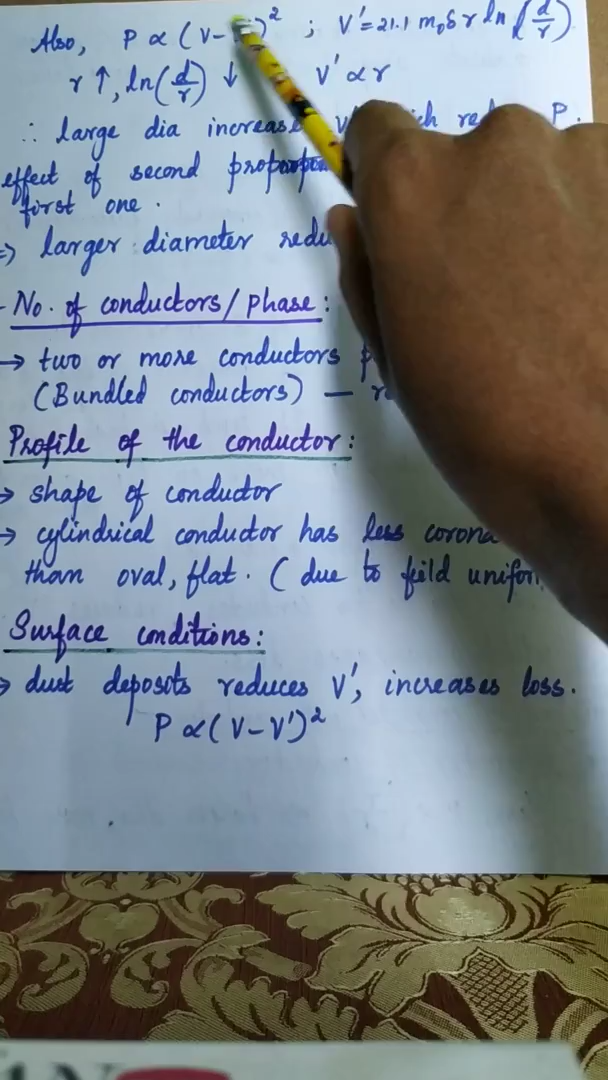 Also, P ∝ (V- )² ; V' = 21.1 m₀ δ r ln (d/r)
r ↑, ln(d/r) ↓ V' ∝ r
∴ large dia increas P.
effect of second
first one.
⇒ larger diameter redu
- No. of conductors/phase:
→ two or more conductors p
(Bundled conductors) — r
Profile of the conductor:
→ shape of conductor
→ cylindrical conductor has less corona
than oval, flat. ( due to feild unifor
Surface conditions:
→ dust deposits reduces V', increases loss.
P ∝ (V-V')²